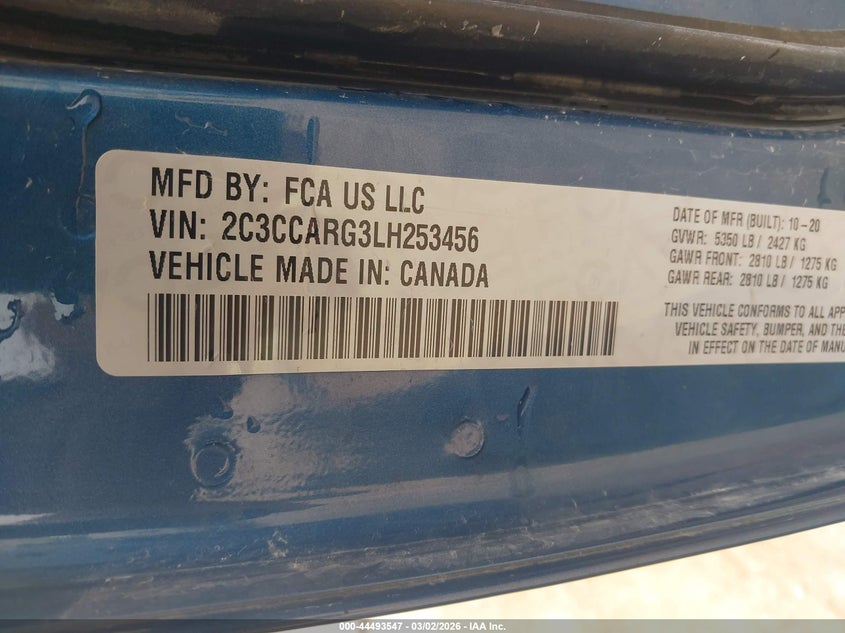 MFD BY: FCA US LLC
VIN: 2C3CCARG3LH253456
VEHICLE MADE IN: CANADA
DATE OF MFR (BUILT): 10-20
GVWR: 5350 LB / 2427 KG
GAWR FRONT: 2810 LB / 1275 KG
GAWR REAR: 2810 LB / 1275 KG
THIS VEHICLE CONFORMS TO ALL APP
VEHICLE SAFETY, BUMPER, AND THE
IN EFFECT ON THE DATE OF MANU
000-44493547 - 03/02/2026 - IAA Inc.